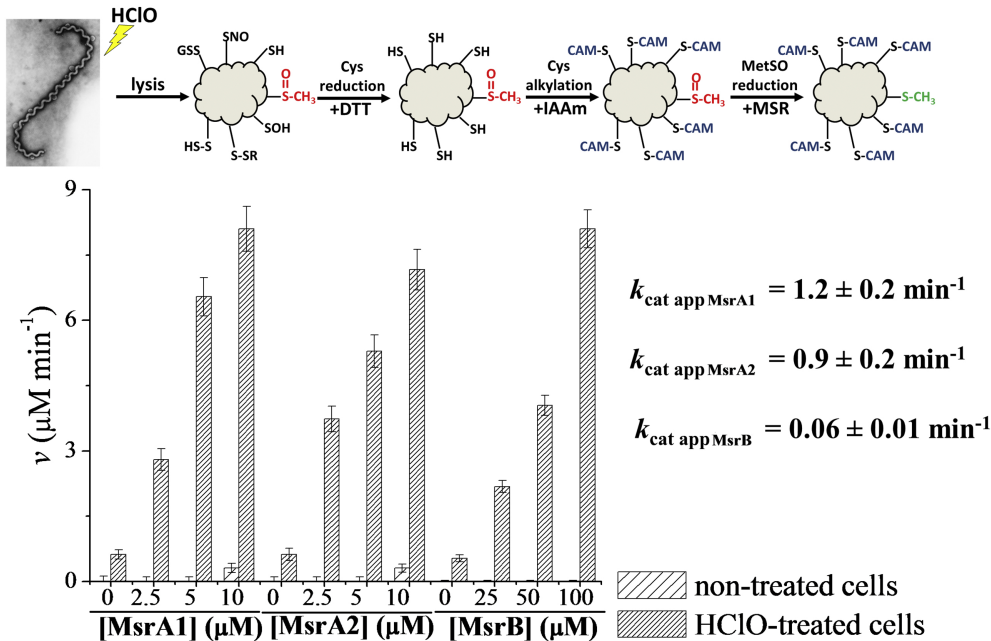 HClO
lysis
GSS
SNO
SH
O
S-CH3
SOH
S-SR
HS-S
Cys
reduction
+DTT
HS
SH
SH
O
S-CH3
SH
SH
HS
Cys
alkylation
+IAAm
CAM-S
S-CAM
S-CAM
O
S-CH3
S-CAM
S-CAM
CAM-S
MetSO
reduction
+MSR
CAM-S
S-CAM
S-CAM
S-CH3
S-CAM
S-CAM
CAM-S
9
6
3
0
v (µM min-1)
kcat app MsrA1 = 1.2 ± 0.2 min-1
kcat app MsrA2 = 0.9 ± 0.2 min-1
kcat app MsrB = 0.06 ± 0.01 min-1
0 2.5 5 10 0 2.5 5 10 0 25 50 100
[MsrA1] (µM) [MsrA2] (µM) [MsrB] (µM)
non-treated cells
HClO-treated cells